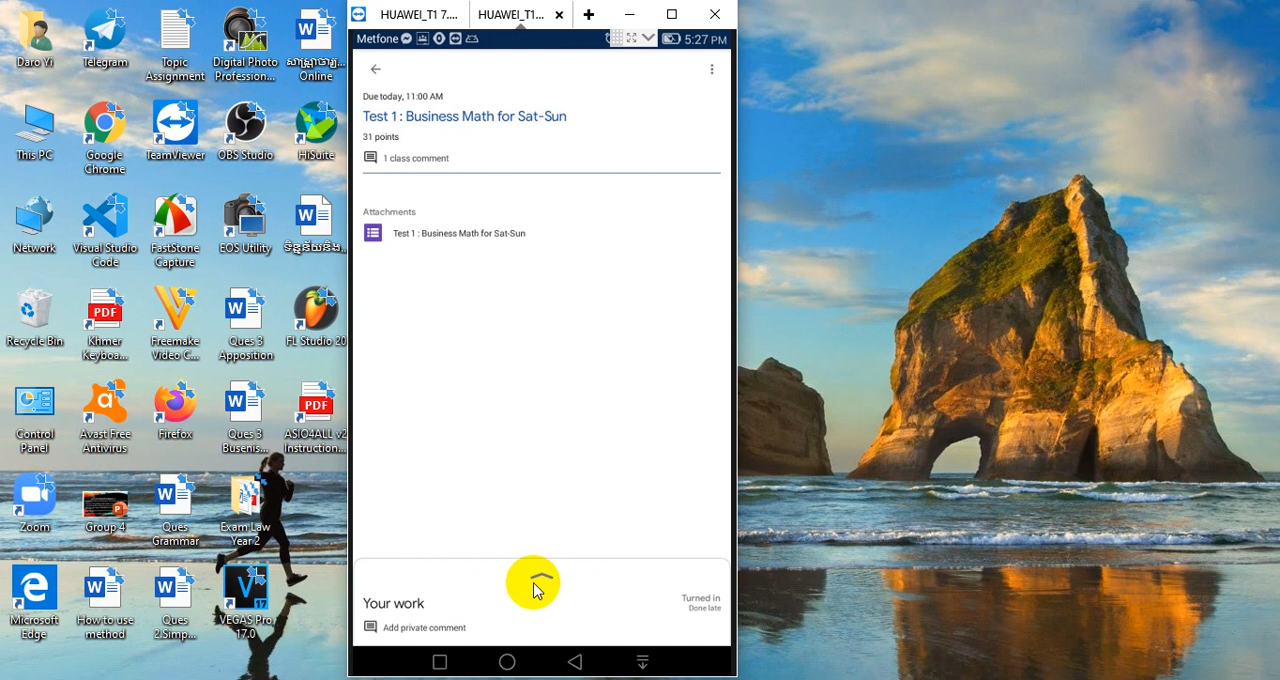 HUAWEI_T1 7....
HUAWEI_T1...
Metfone
5:27 PM
Due today, 11:00 AM
Test 1 : Business Math for Sat-Sun
31 points
1 class comment
Attachments
Test 1 : Business Math for Sat-Sun
Your work
Turned in
Done late
Add private comment
Daro Yi
Telegram
Topic
Assignment
Digital Photo
Profession...
Online
This PC
Google
Chrome
TeamViewer
OBS Studio
HiSuite
Network
Visual Studio
Code
FastStone
Capture
EOS Utility
Recycle Bin
PDF
Khmer
Keyboa...
Freemake
Video C...
Ques 3
Apposition
FL Studio 20
Control
Panel
Avast Free
Antivirus
Firefox
Ques 3
Busenis...
PDF
ASIO4ALL v2
Instruction...
Zoom
Group 4
Ques
Grammar
Exam Law
Year 2
Microsoft
Edge
How to use
method
Ques
2.Simp...
17
VEGAS Pro
17.0